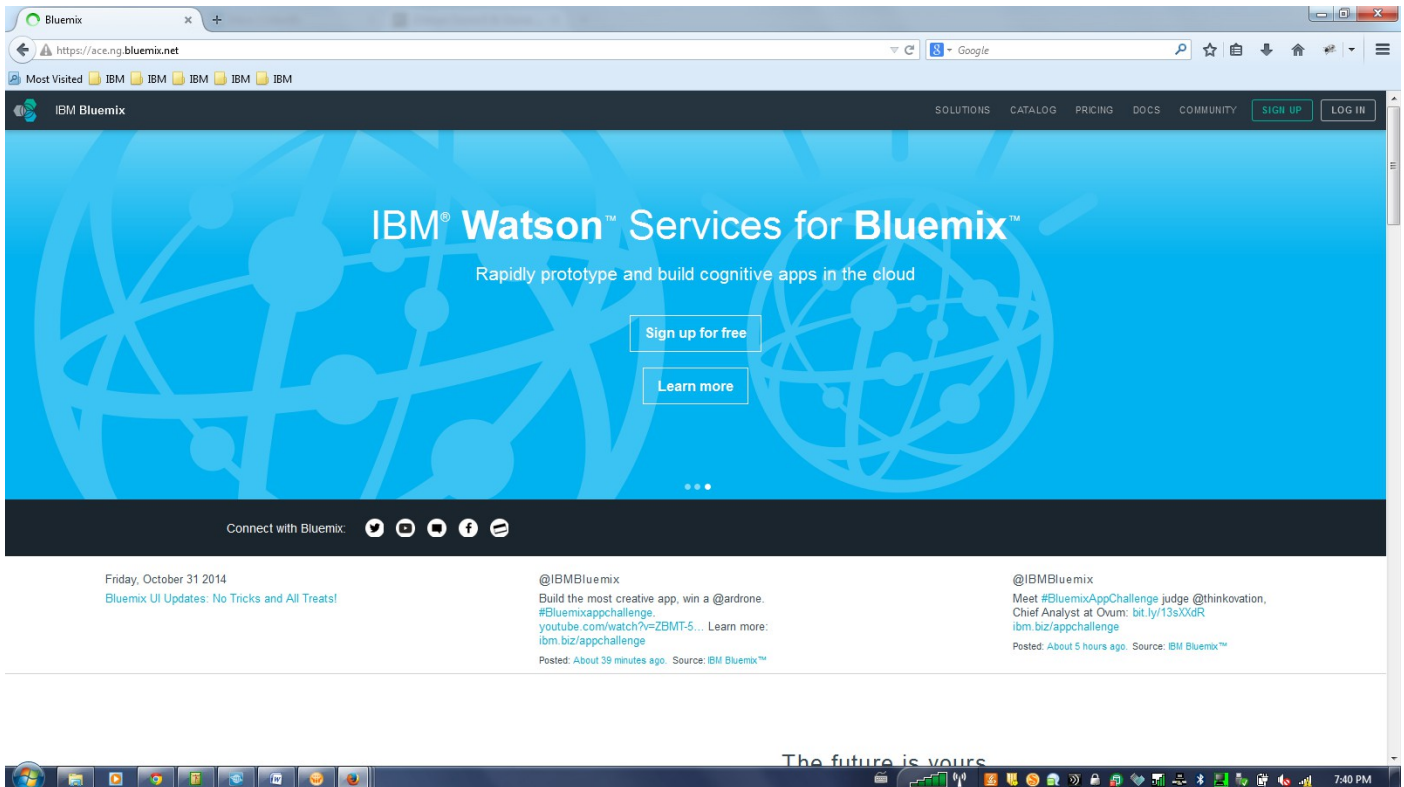 Bluemix
https://ace.ng.bluemix.net
Google
Most Visited IBM IBM IBM IBM IBM
IBM Bluemix
SOLUTIONS CATALOG PRICING DOCS COMMUNITY SIGN UP LOG IN
IBM® Watson™ Services for Bluemix™
Rapidly prototype and build cognitive apps in the cloud
Sign up for free
Learn more
Connect with Bluemix:
Friday, October 31 2014
Bluemix UI Updates: No Tricks and All Treats!
@IBMBluemix
Build the most creative app, win a @ardrone.
#Bluemixappchallenge.
youtube.com/watch?v=ZBMT-5… Learn more:
ibm.biz/appchallenge
Posted: About 39 minutes ago. Source: IBM Bluemix™
@IBMBluemix
Meet #BluemixAppChallenge judge @thinkovation,
Chief Analyst at Ovum: bit.ly/13sXXdR
ibm.biz/appchallenge
Posted: About 5 hours ago. Source: IBM Bluemix™
The future is yours
7:40 PM